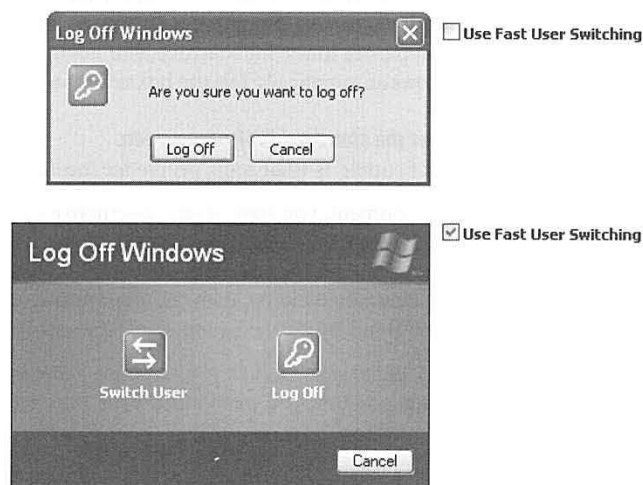 Log Off Windows
Use Fast User Switching
Are you sure you want to log off?
Log Off Cancel
Use Fast User Switching
Log Off Windows
Switch User Log Off
Cancel